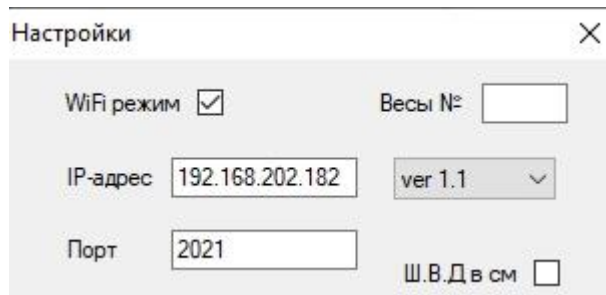 Настройки
WiFi режим Весы №
IP-адрес 192.168.202.182 ver 1.1
Порт 2021
Ш.В.Д в см